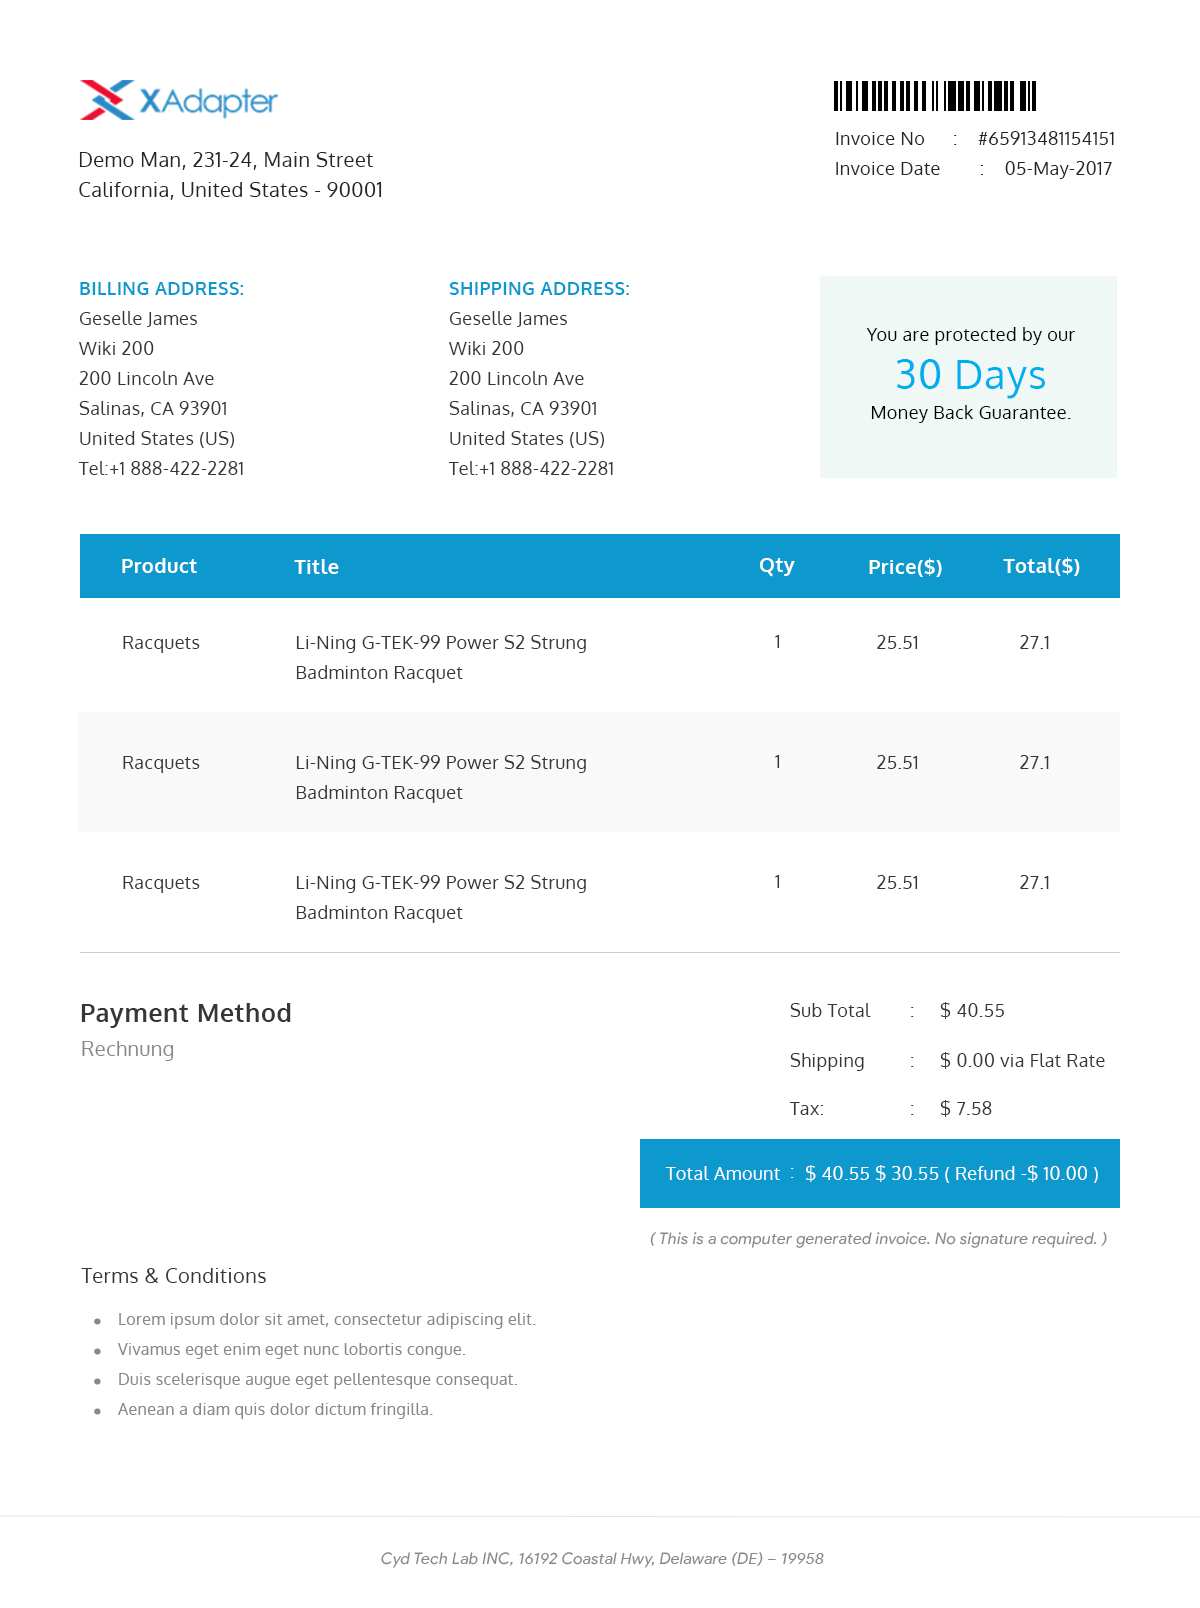 XAdapter
Demo Man, 231-24, Main Street
California, United States - 90001
Invoice No : #65913481154151
Invoice Date : 05-May-2017
BILLING ADDRESS:
Geselle James
Wiki 200
200 Lincoln Ave
Salinas, CA 93901
United States (US)
Tel:+1 888-422-2281
SHIPPING ADDRESS:
Geselle James
Wiki 200
200 Lincoln Ave
Salinas, CA 93901
United States (US)
Tel:+1 888-422-2281
You are protected by our
30 Days
Money Back Guarantee.
Product Title Qty Price($) Total($)
Racquets Li-Ning G-TEK-99 Power S2 Strung 1 25.51 27.1
Badminton Racquet
Racquets Li-Ning G-TEK-99 Power S2 Strung 1 25.51 27.1
Badminton Racquet
Racquets Li-Ning G-TEK-99 Power S2 Strung 1 25.51 27.1
Badminton Racquet
Payment Method
Rechnung
Sub Total : $ 40.55
Shipping : $ 0.00 via Flat Rate
Tax: : $ 7.58
Total Amount : $ 40.55 $ 30.55 ( Refund -$ 10.00 )
( This is a computer generated invoice. No signature required. )
Terms & Conditions
• Lorem ipsum dolor sit amet, consectetur adipiscing elit.
• Vivamus eget enim eget nunc lobortis congue.
• Duis scelerisque augue eget pellentesque consequat.
• Aenean a diam quis dolor dictum fringilla.
Cyd Tech Lab INC, 16192 Coastal Hwy, Delaware (DE) – 19958